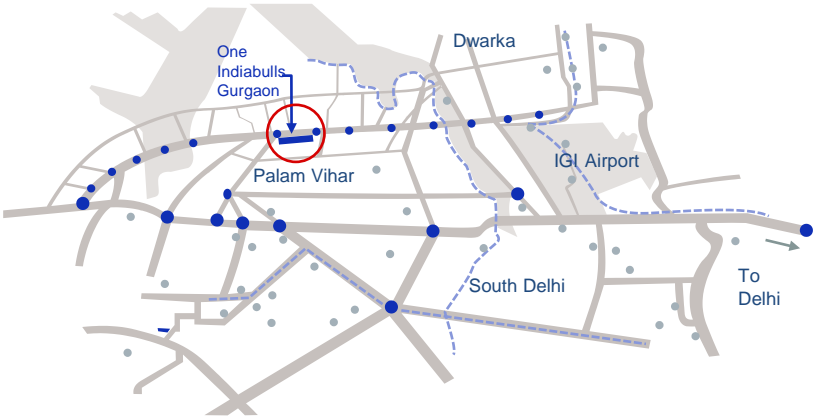 Dwarka
One
Indiabulls
Gurgaon
IGI Airport
Palam Vihar
South Delhi
To
Delhi